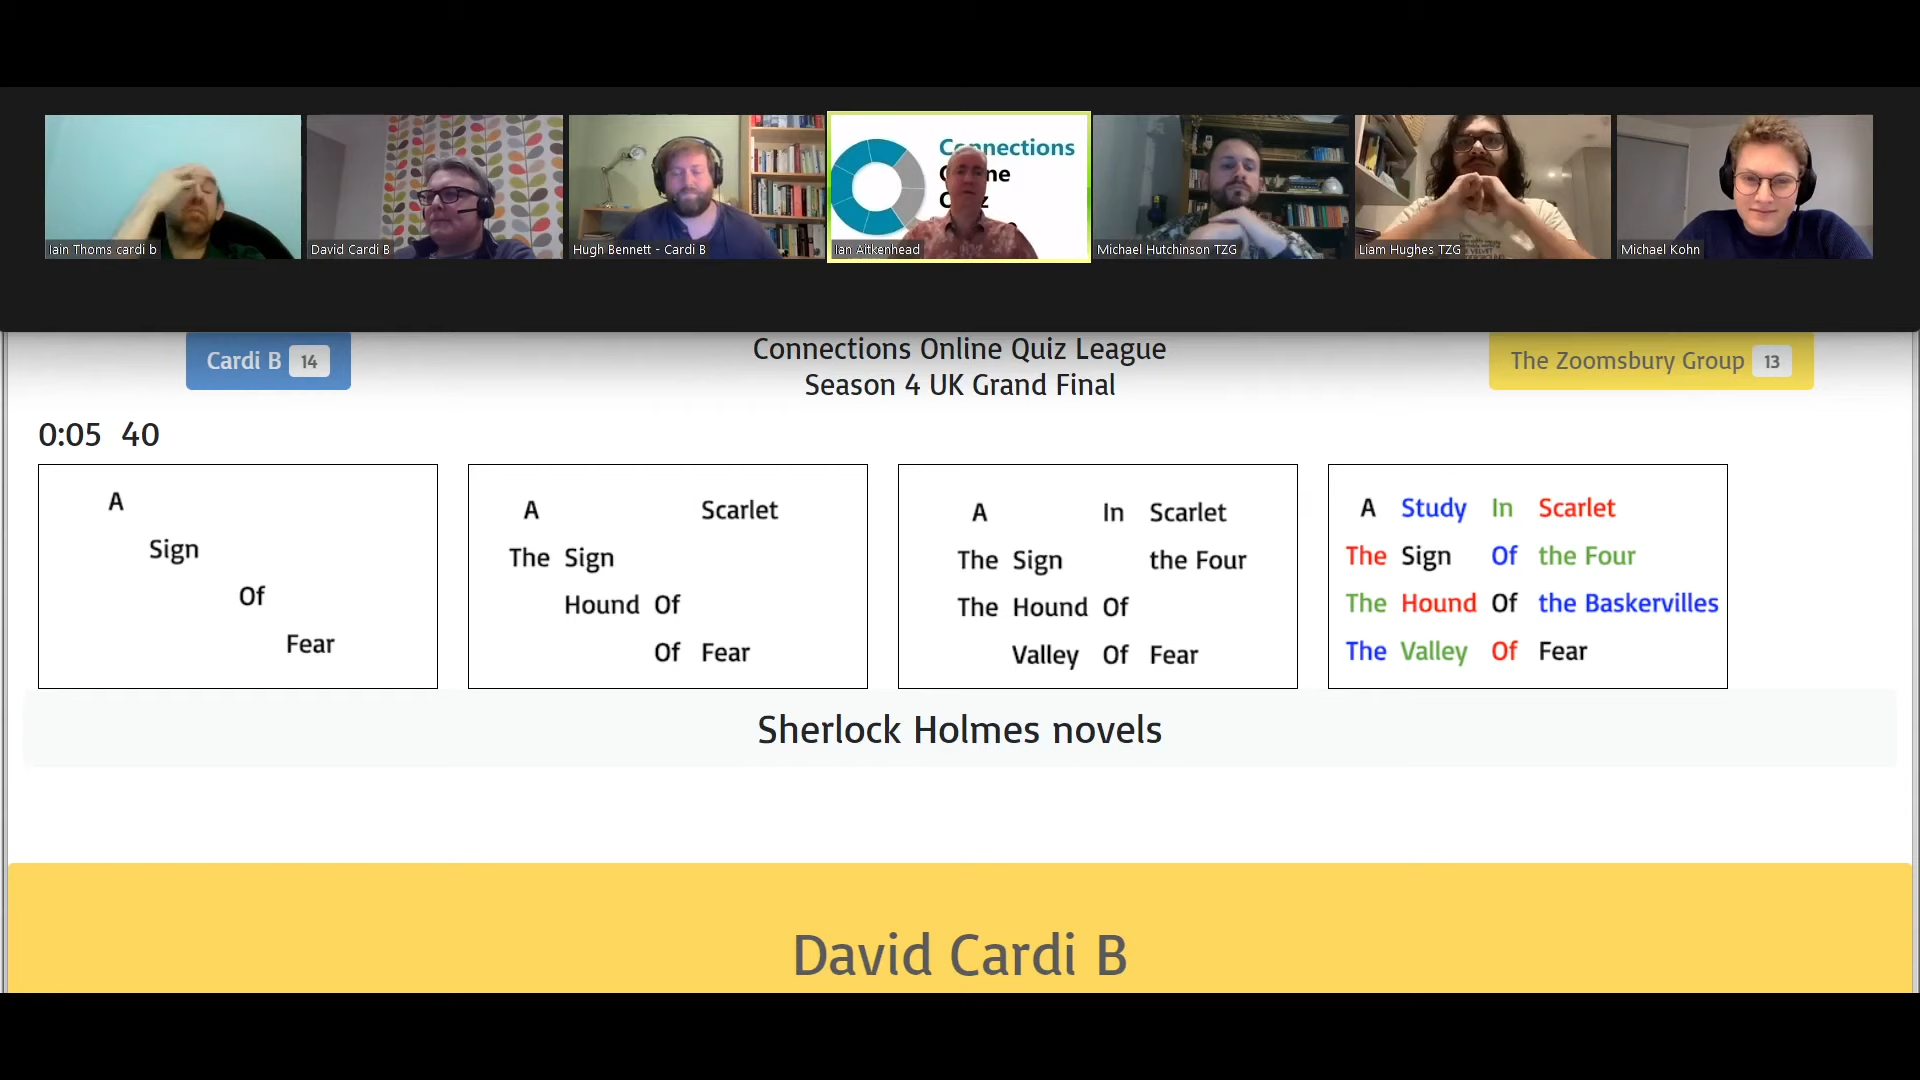 Connections
Iain Thoms cardi b
David Cardi B
Hugh Bennett - Cardi B
Ian Aitkenhead
Michael Hutchinson TZG
Liam Hughes TZG
Michael Kohn
Cardi B 14
Connections Online Quiz League
Season 4 UK Grand Final
The Zoomsbury Group 13
0:05 40
A
Sign
Of
Fear
A Scarlet
The Sign
Hound Of
Of Fear
A In Scarlet
The Sign the Four
The Hound Of
Valley Of Fear
A Study In Scarlet
The Sign Of the Four
The Hound Of the Baskervilles
The Valley Of Fear
Sherlock Holmes novels
David Cardi B